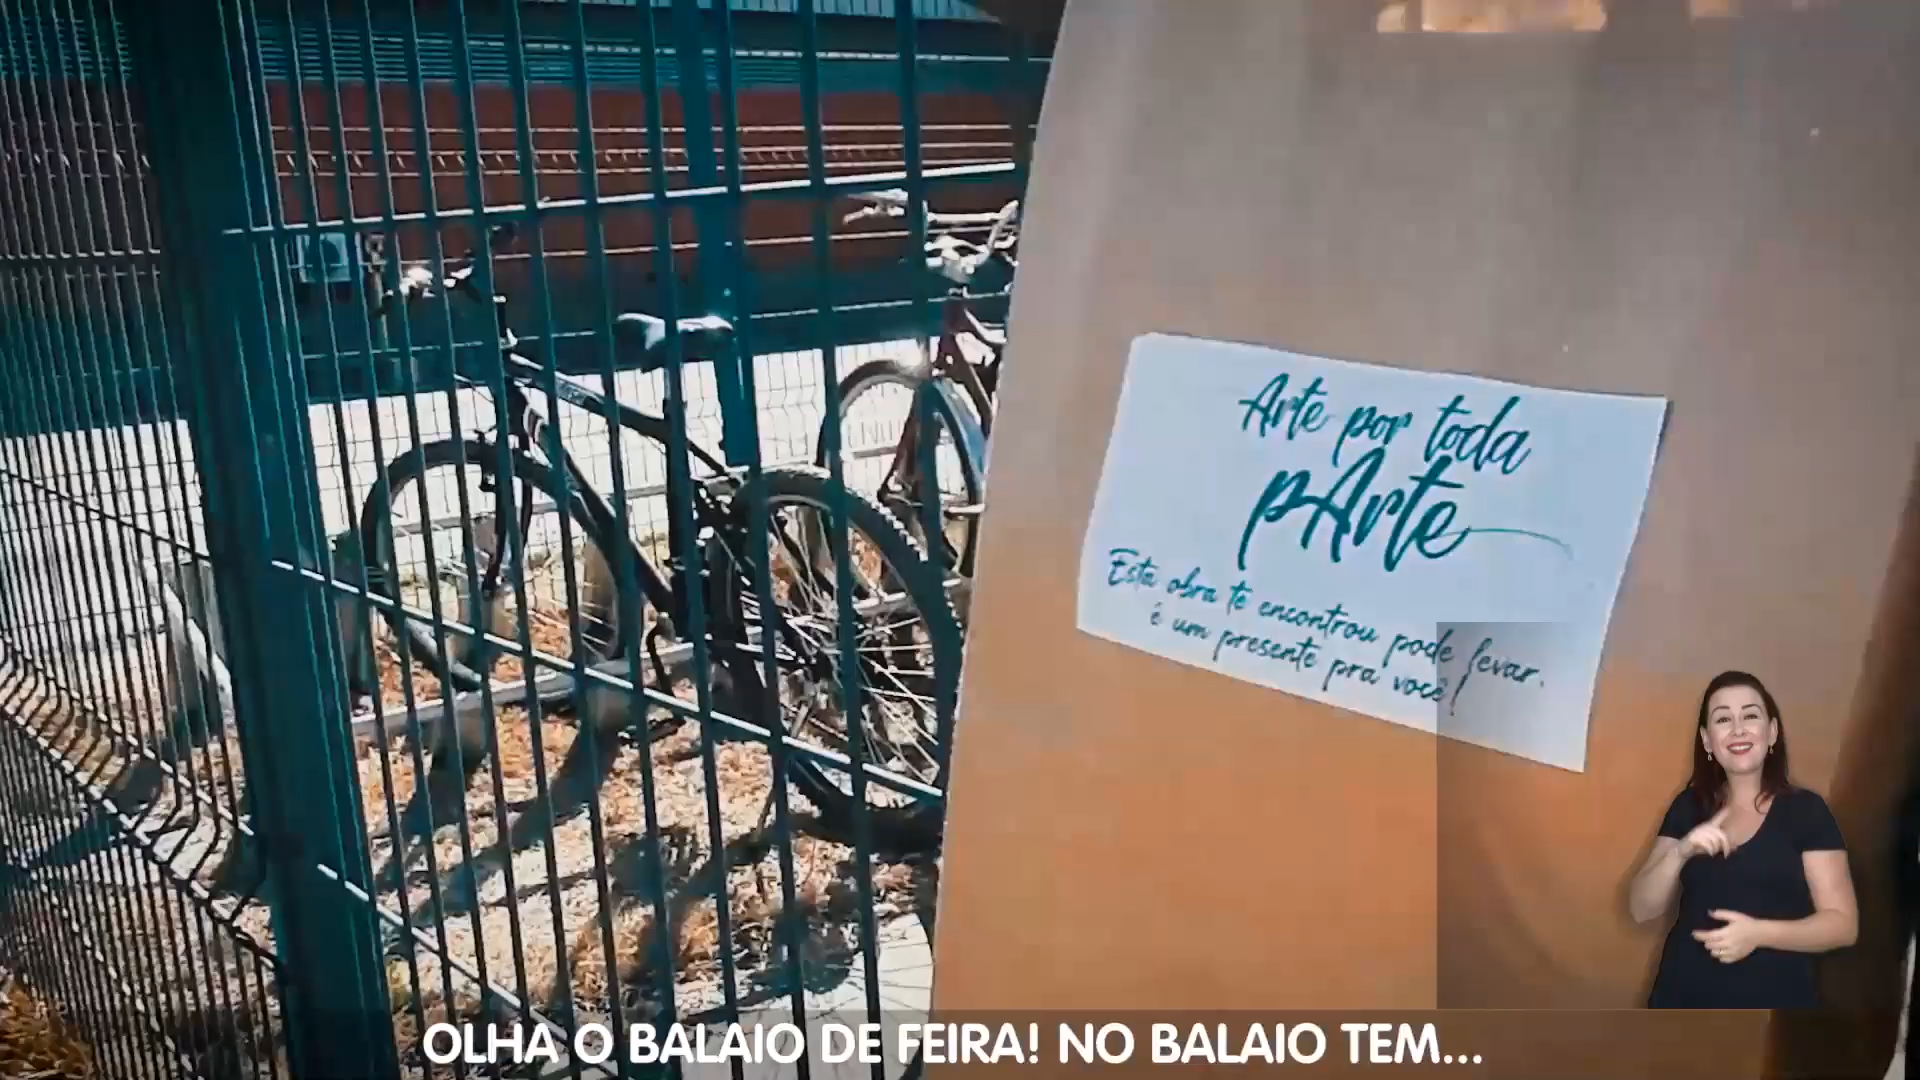 Arte por toda
pArte
Esta obra te encontrou pode levar.
é um presente pra você!
OLHA O BALAIO DE FEIRA! NO BALAIO TEM...